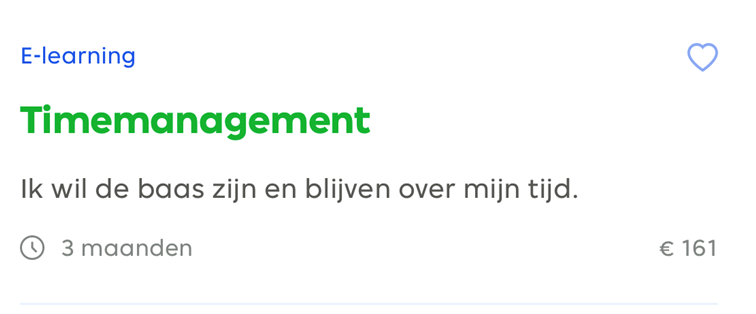 E-learning
Timemanagement
Ik wil de baas zijn en blijven over mijn tijd.
3 maanden
€ 161